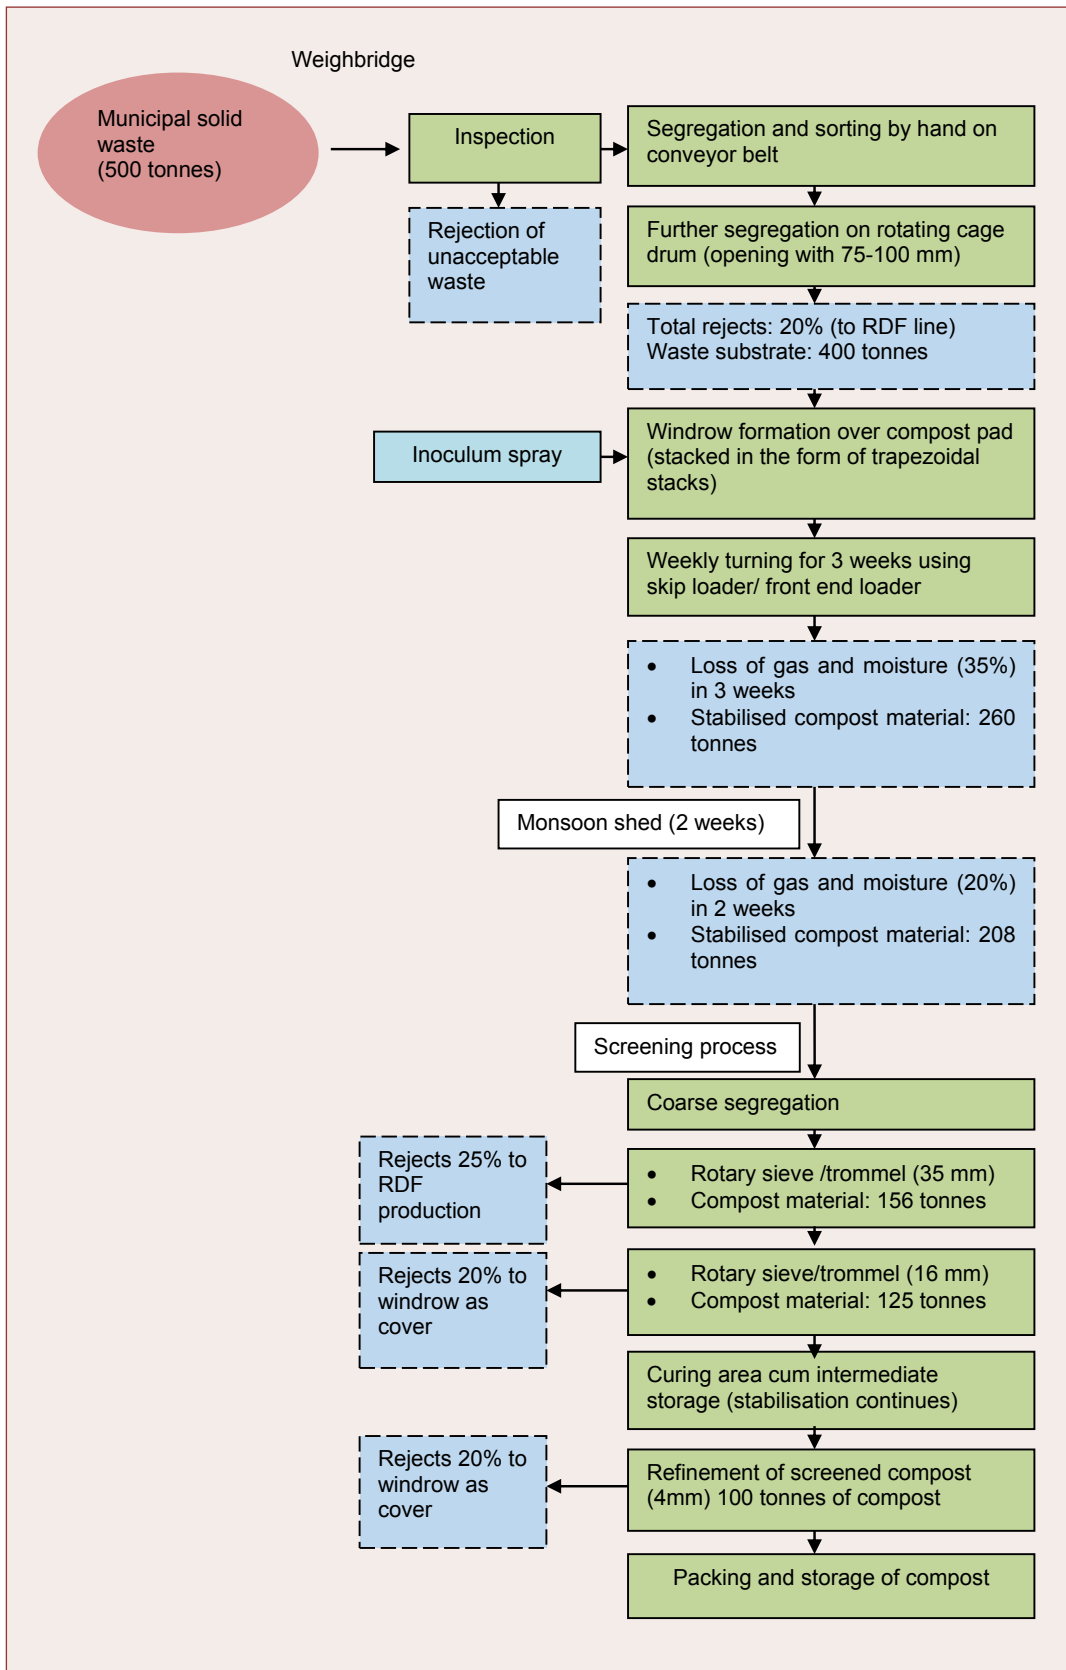 Weighbridge
Municipal solid
waste
(500 tonnes)
Inspection
Segregation and sorting by hand on
conveyor belt
Rejection of
unacceptable
waste
Further segregation on rotating cage
drum (opening with 75-100 mm)
Total rejects: 20% (to RDF line)
Waste substrate: 400 tonnes
Inoculum spray
Windrow formation over compost pad
(stacked in the form of trapezoidal
stacks)
Weekly turning for 3 weeks using
skip loader/ front end loader
• Loss of gas and moisture (35%)
in 3 weeks
• Stabilised compost material: 260
tonnes
Monsoon shed (2 weeks)
• Loss of gas and moisture (20%)
in 2 weeks
• Stabilised compost material: 208
tonnes
Screening process
Coarse segregation
Rejects 25% to
RDF
production
• Rotary sieve /trommel (35 mm)
• Compost material: 156 tonnes
Rejects 20% to
windrow as
cover
• Rotary sieve/trommel (16 mm)
• Compost material: 125 tonnes
Curing area cum intermediate
storage (stabilisation continues)
Rejects 20% to
windrow as
cover
Refinement of screened compost
(4mm) 100 tonnes of compost
Packing and storage of compost